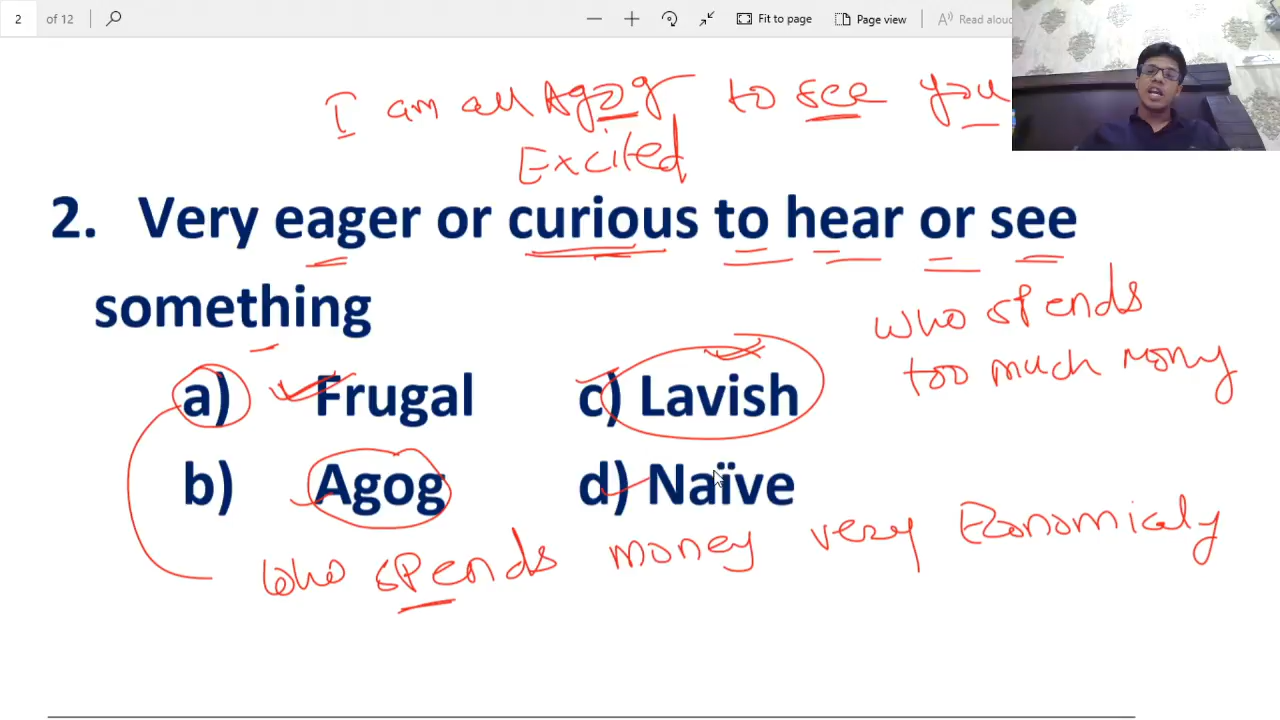 2 of 12 Fit to page Page view Read alou
I am all Agog to see you
Excited
2. Very eager or curious to hear or see
something
who spends
too much mony
a) Frugal c) Lavish
b) Agog d) Naïve
who spends money very Economicaly